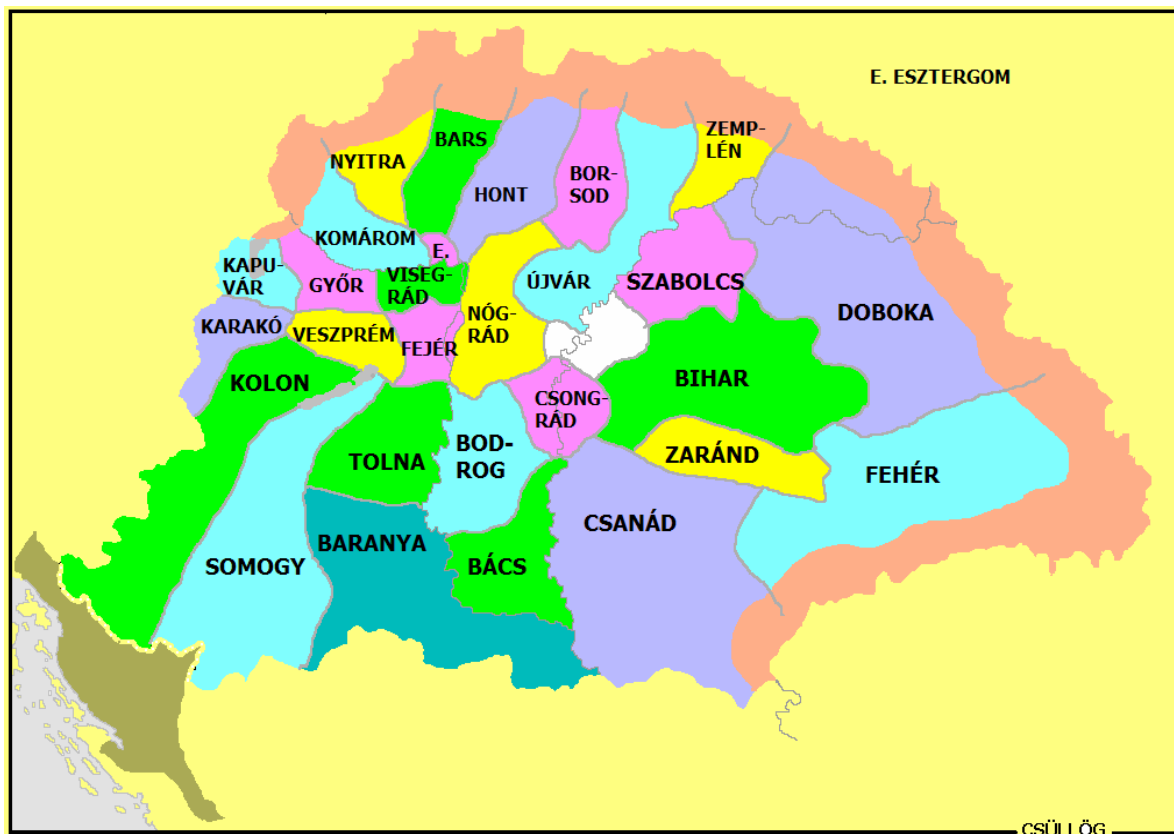 E. ESZTERGOM
ZEMP-
LÉN
BARS
NYITRA
BOR-
SOD
HONT
KOMÁROM
E.
KAPU-
VÁR
GYŐR
VISEG-
RÁD
ÚJVÁR
SZABOLCS
DOBOKA
KARAKÓ
VESZPRÉM
FEJÉR
NÓG-
RÁD
KOLON
BIHAR
CSONG-
RÁD
TOLNA
BOD-
ROG
ZARÁND
FEHÉR
CSANÁD
BARANYA
SOMOGY
BÁCS
CSÜLLÖG